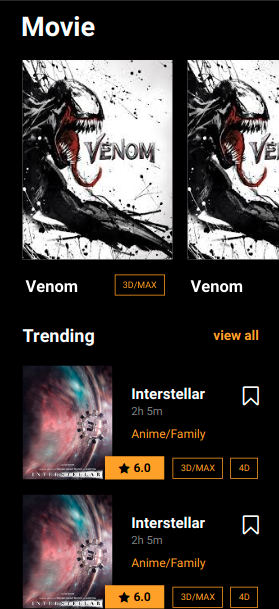 Movie
VENOM
VE
Venom
3D/MAX
Venom
Trending
view all
INTERSTELLAR
Interstellar
2h 5m
Anime/Family
6.0
3D/MAX
4D
INTERSTELLAR
Interstellar
2h 5m
Anime/Family
6.0
3D/MAX
4D